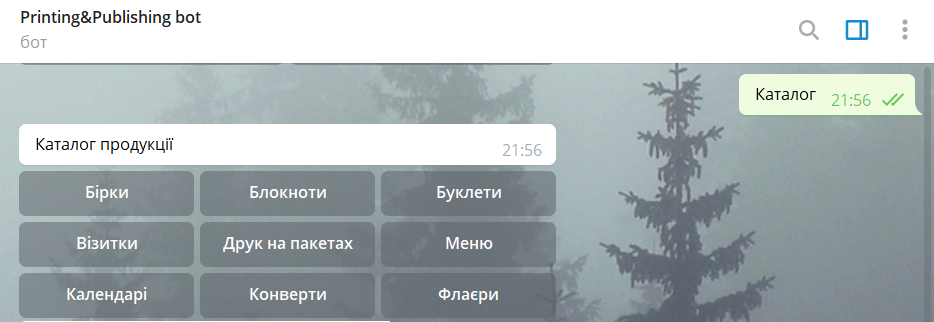 Printing&Publishing bot
бот
Каталог 21:56
Каталог продукції 21:56
Бірки Блокноти Буклети
Візитки Друк на пакетах Меню
Календарі Конверти Флаєри